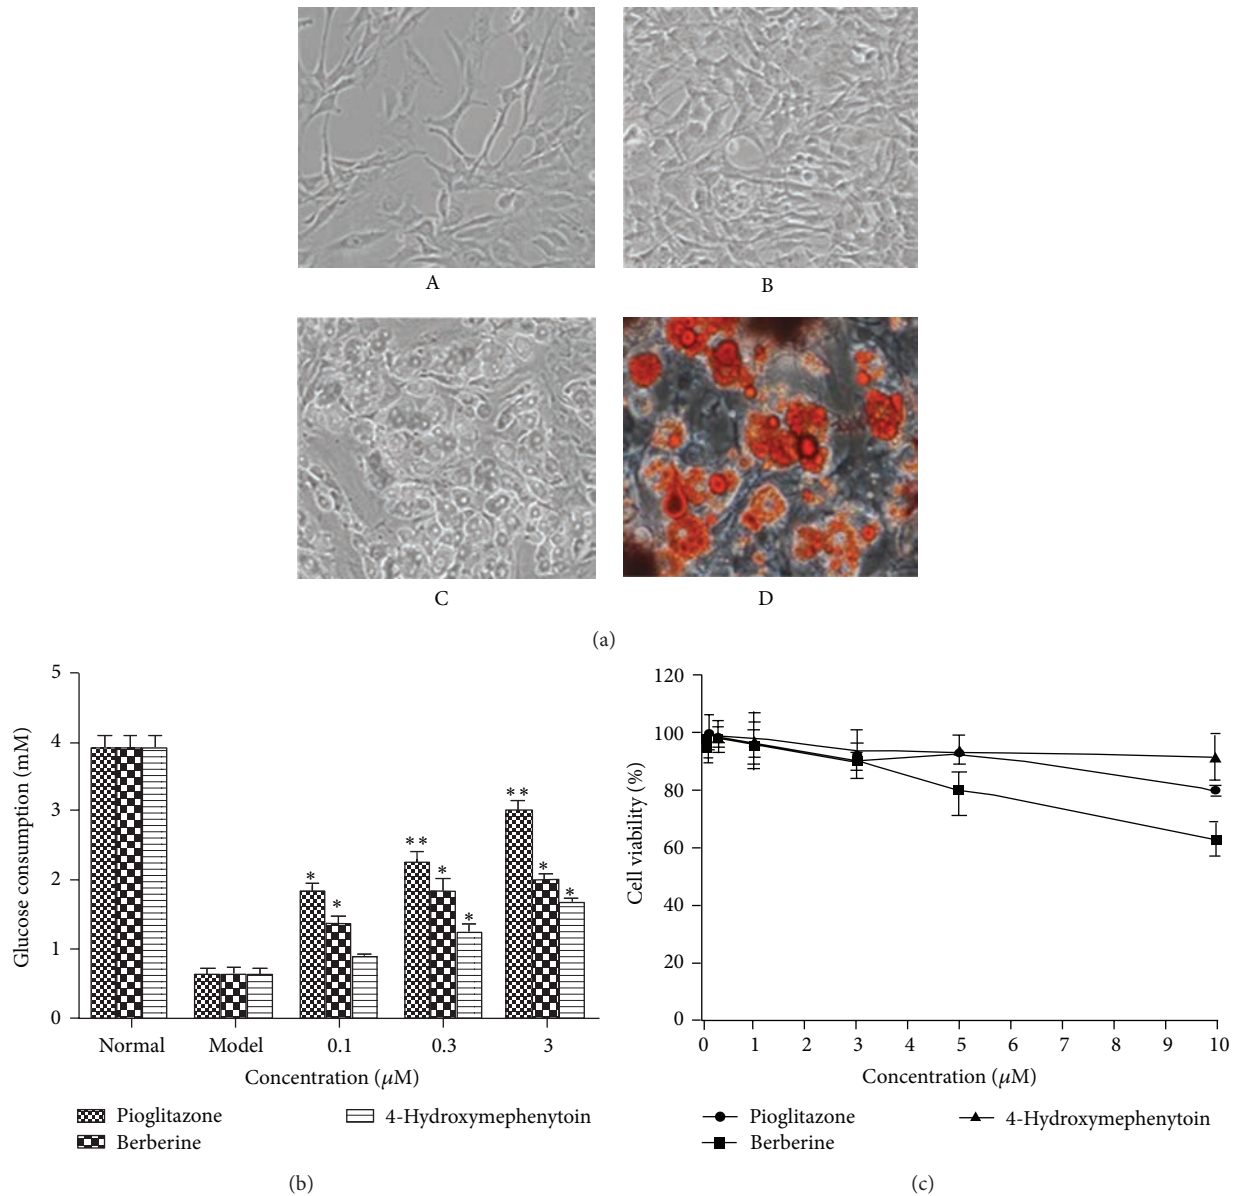 A
B
C
D
(a)
5
4
3
2
1
0
Glucose consumption (mM)
**
**
*
*
*
*
*
*
Normal
Model
0.1
0.3
3
Concentration (μM)
Pioglitazone
4-Hydroxymephenytoin
Berberine
(b)
120
100
80
60
40
20
0
Cell viability (%)
0
1
2
3
4
5
6
7
8
9
10
Concentration (μM)
Pioglitazone
4-Hydroxymephenytoin
Berberine
(c)